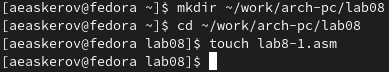 [aeaskerov@fedora ~]$ mkdir ~/work/arch-pc/lab08
[aeaskerov@fedora ~]$ cd ~/work/arch-pc/lab08
[aeaskerov@fedora lab08]$ touch lab8-1.asm
[aeaskerov@fedora lab08]$